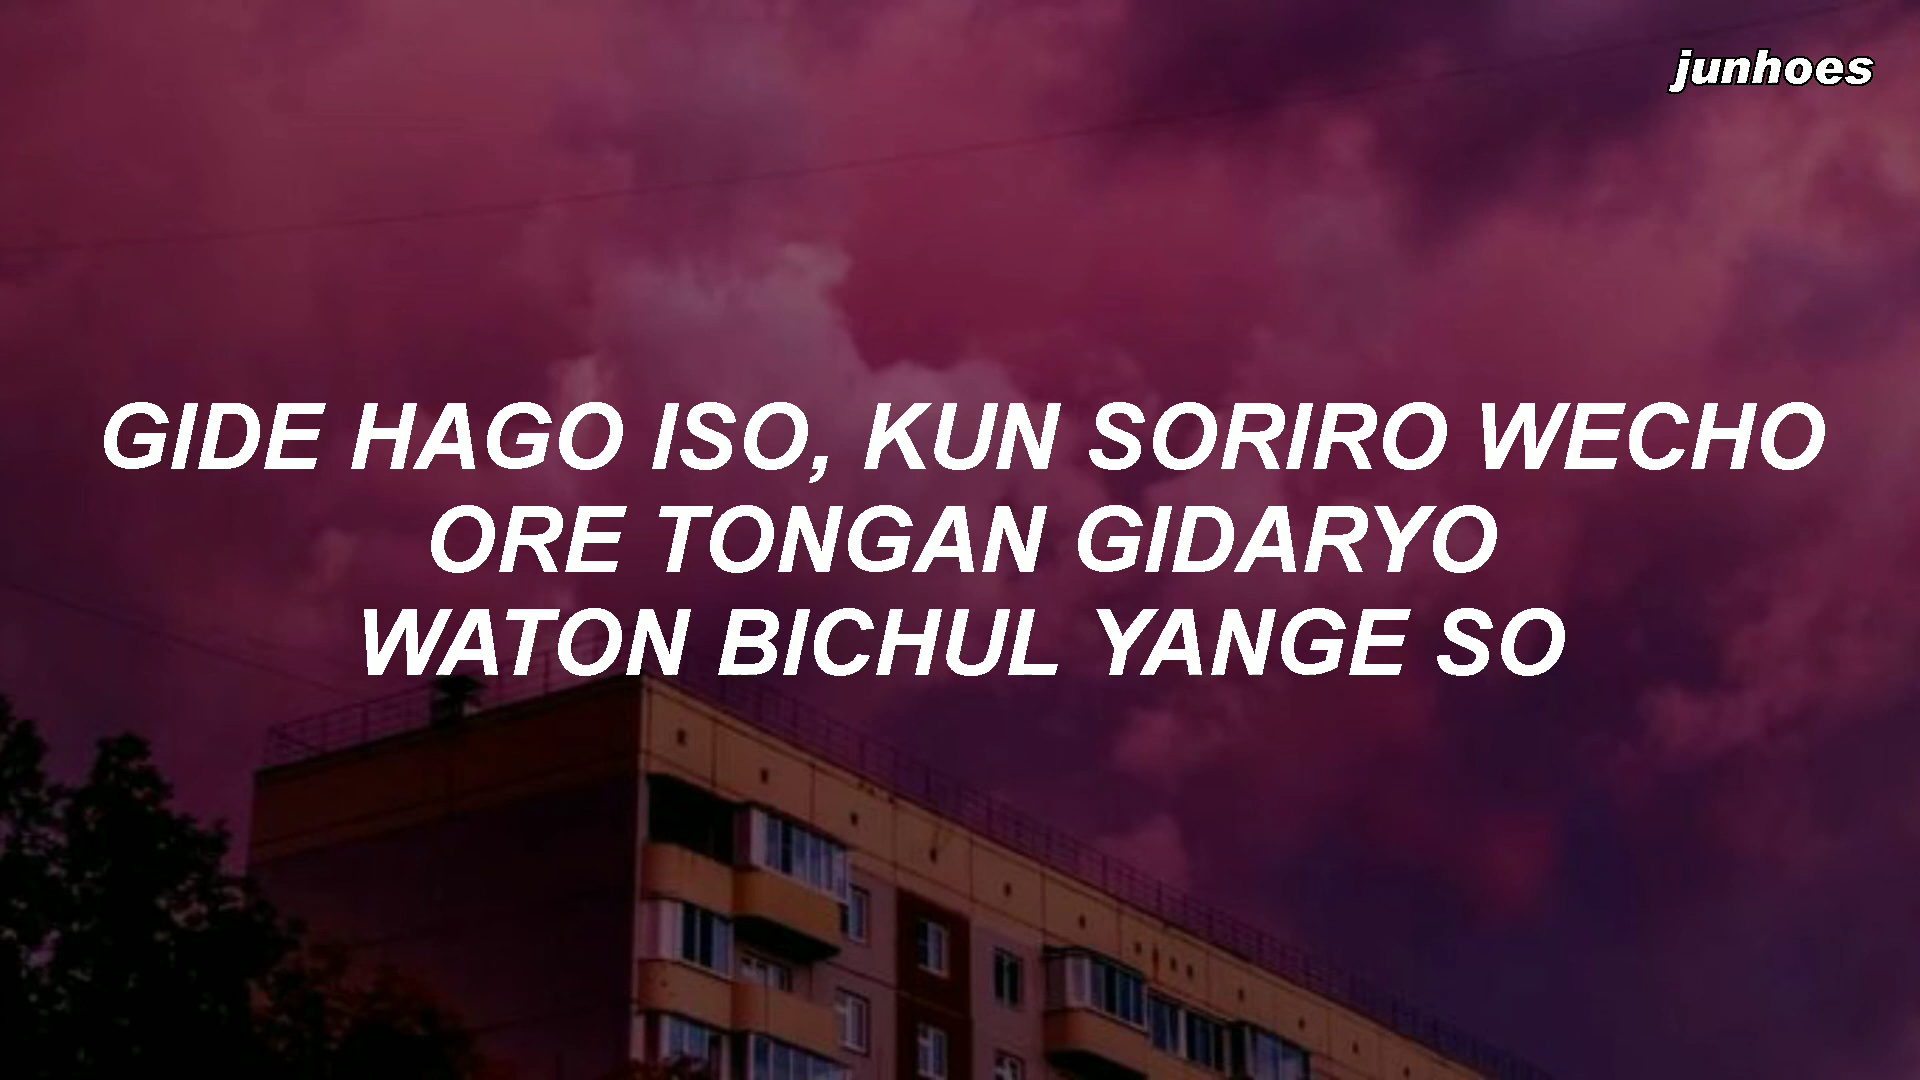 junhoes
GIDE HAGO ISO, KUN SORIRO WECHO
ORE TONGAN GIDARYO
WATON BICHUL YANGE SO